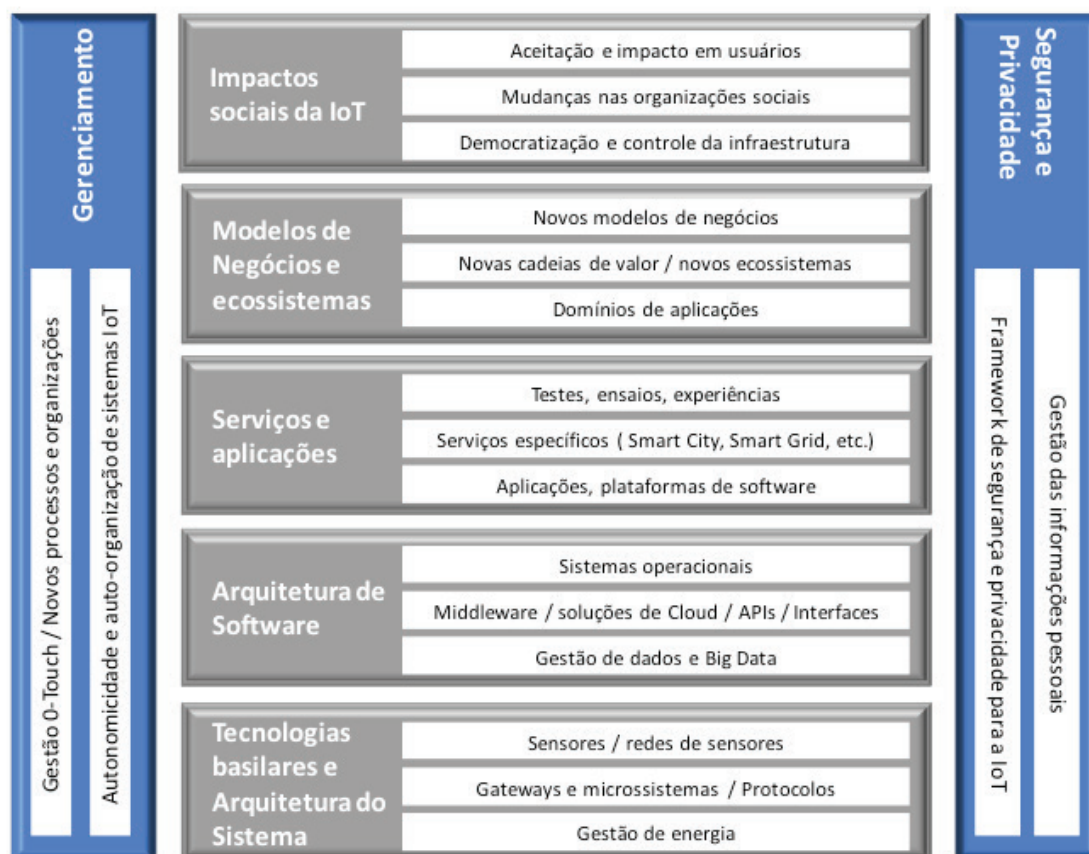 Gerenciamento
Gestão 0-Touch / Novos processos e organizações
Autonomicidade e auto-organização de sistemas IoT
Impactos
sociais da IoT
Aceitação e impacto em usuários
Mudanças nas organizações sociais
Democratização e controle da infraestrutura
Modelos de
Negócios e
ecossistemas
Novos modelos de negócios
Novas cadeias de valor / novos ecossistemas
Domínios de aplicações
Serviços e
aplicações
Testes, ensaios, experiências
Serviços específicos ( Smart City, Smart Grid, etc.)
Aplicações, plataformas de software
Arquitetura de
Software
Sistemas operacionais
Middleware / soluções de Cloud / APIs / Interfaces
Gestão de dados e Big Data
Tecnologias
basilares e
Arquitetura do
Sistema
Sensores / redes de sensores
Gateways e microssistemas / Protocolos
Gestão de energia
Segurança e
Privacidade
Gestão das informações pessoais
Framework de segurança e privacidade para a IoT